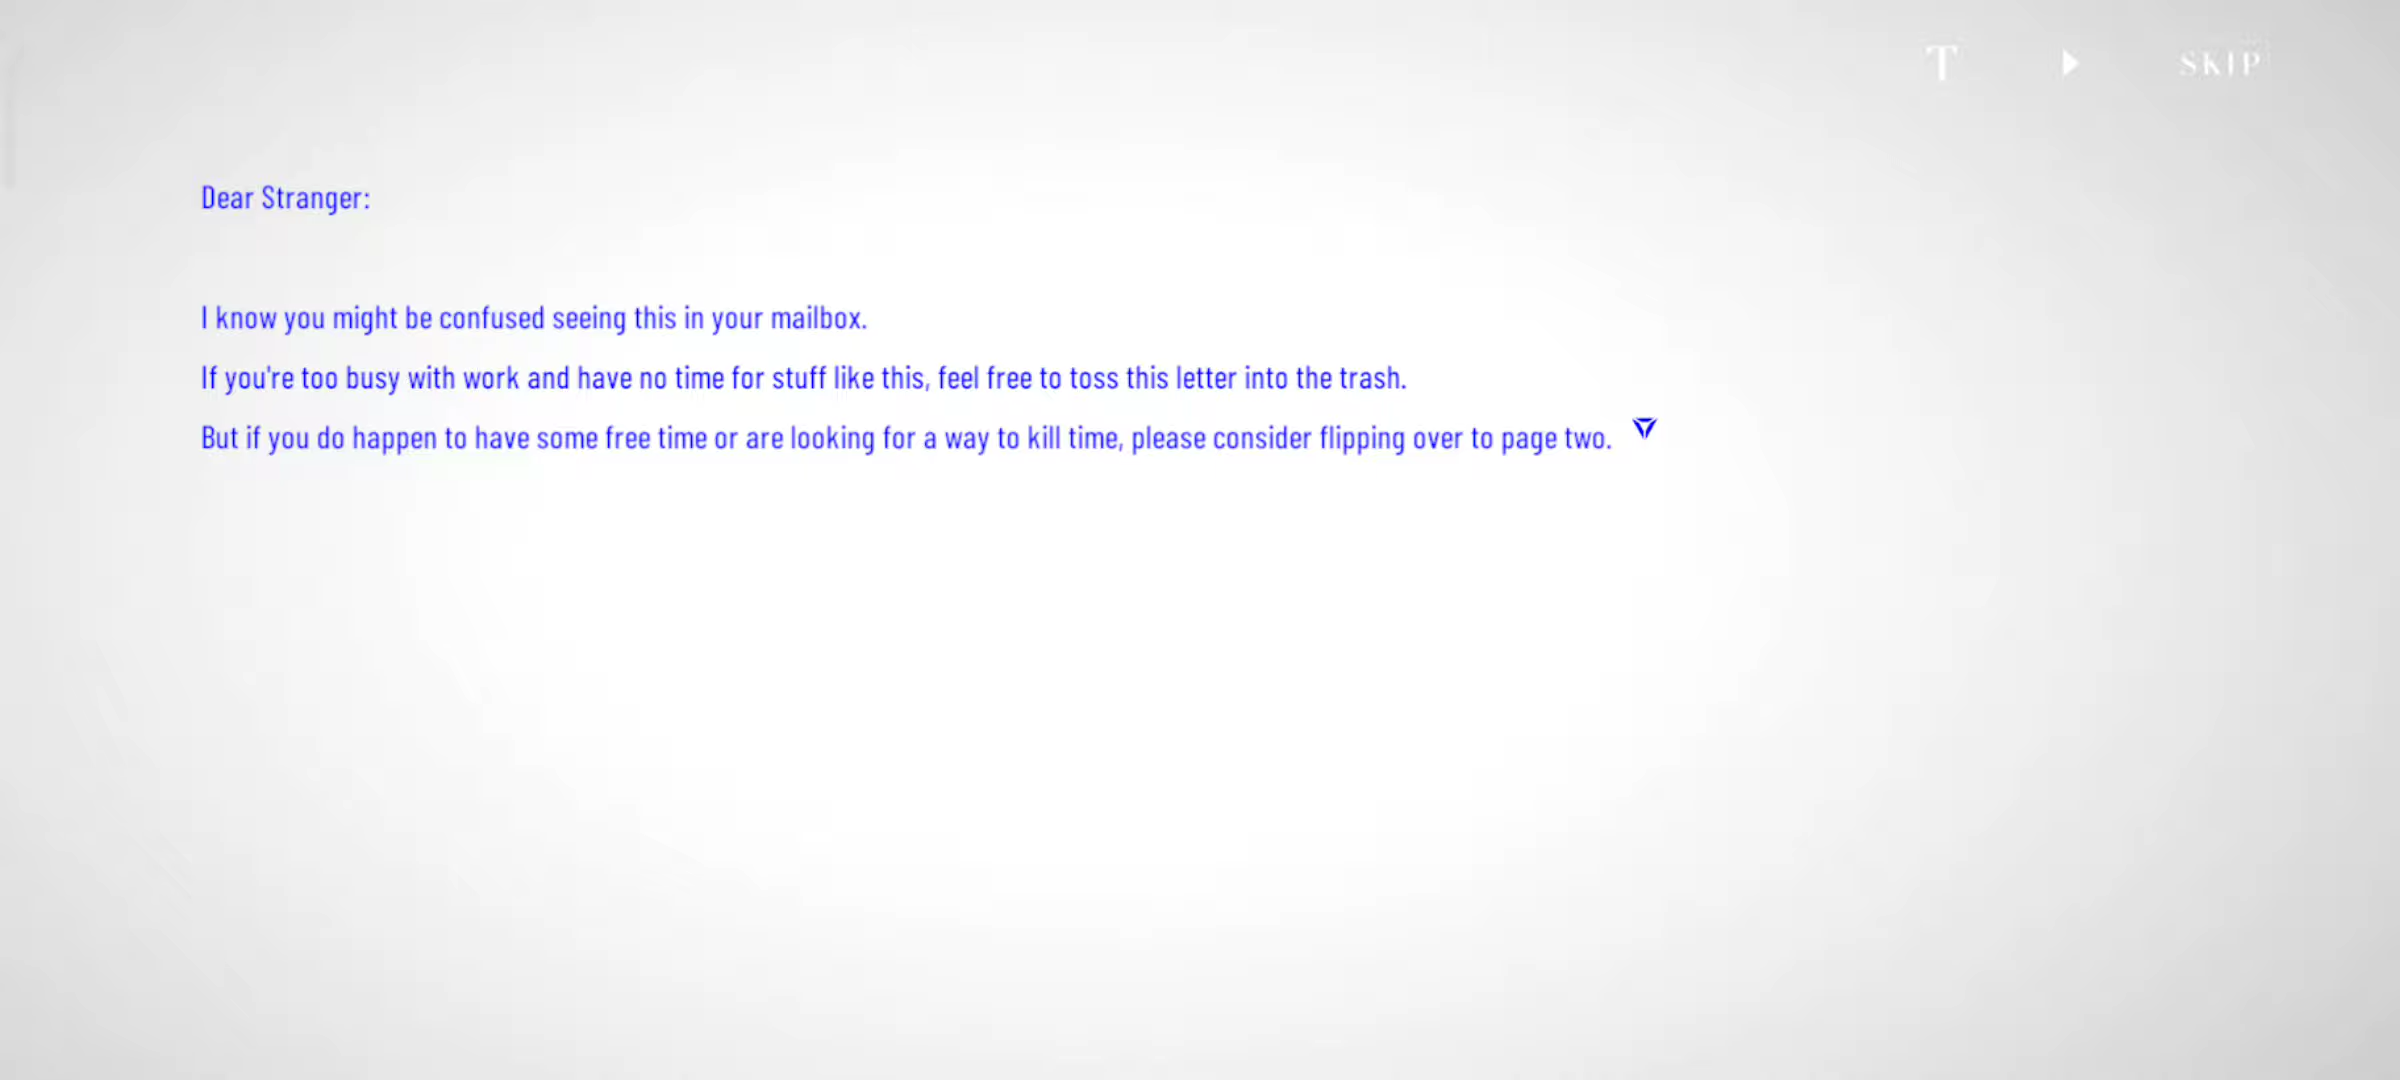 T
SKIP
Dear Stranger:
I know you might be confused seeing this in your mailbox.
If you're too busy with work and have no time for stuff like this, feel free to toss this letter into the trash.
But if you do happen to have some free time or are looking for a way to kill time, please consider flipping over to page two.